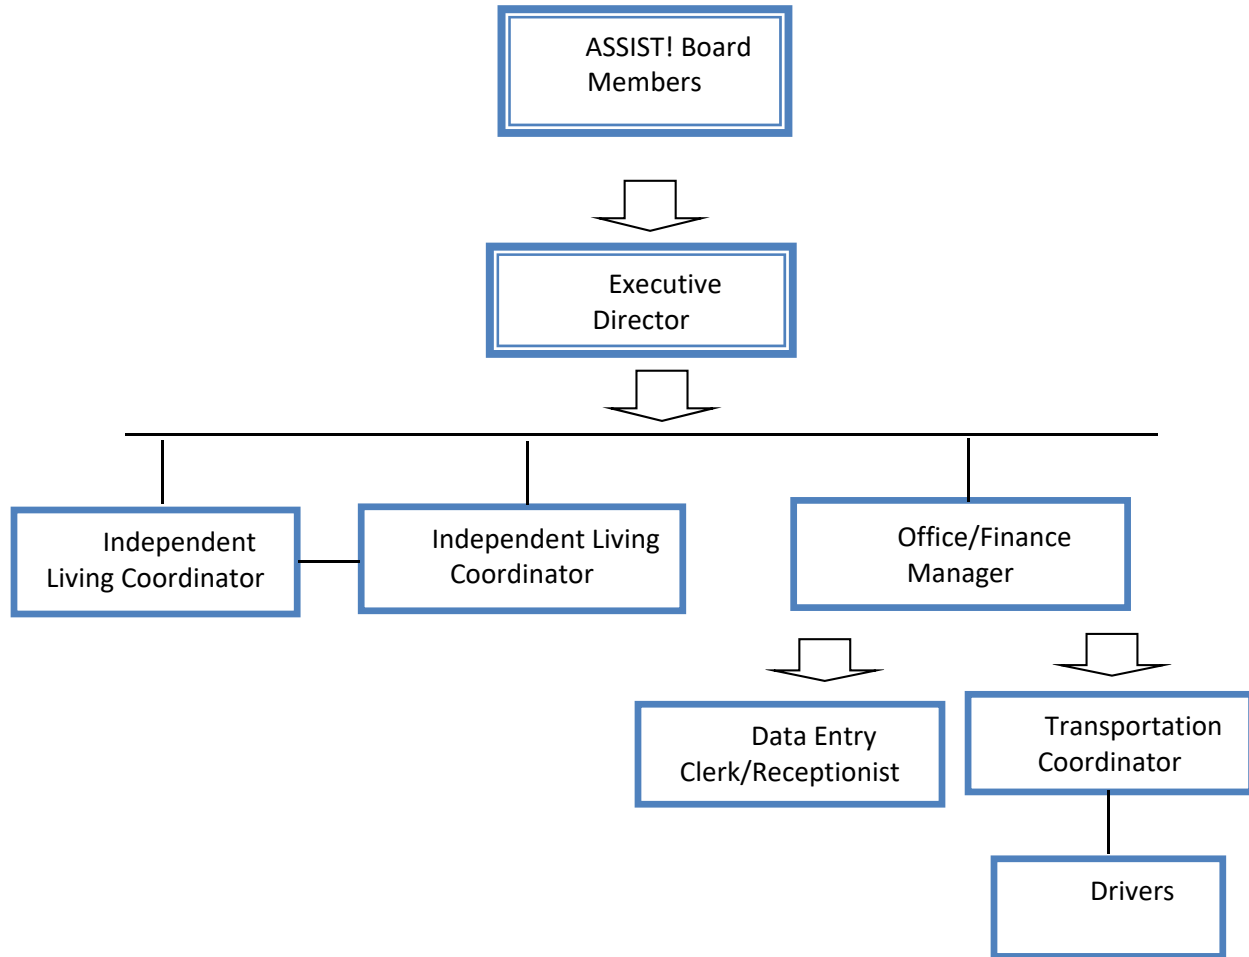 ASSIST! Board
Members
Executive
Director
Independent
Living Coordinator
Independent Living
Coordinator
Office/Finance
Manager
Data Entry
Clerk/Receptionist
Transportation
Coordinator
Drivers